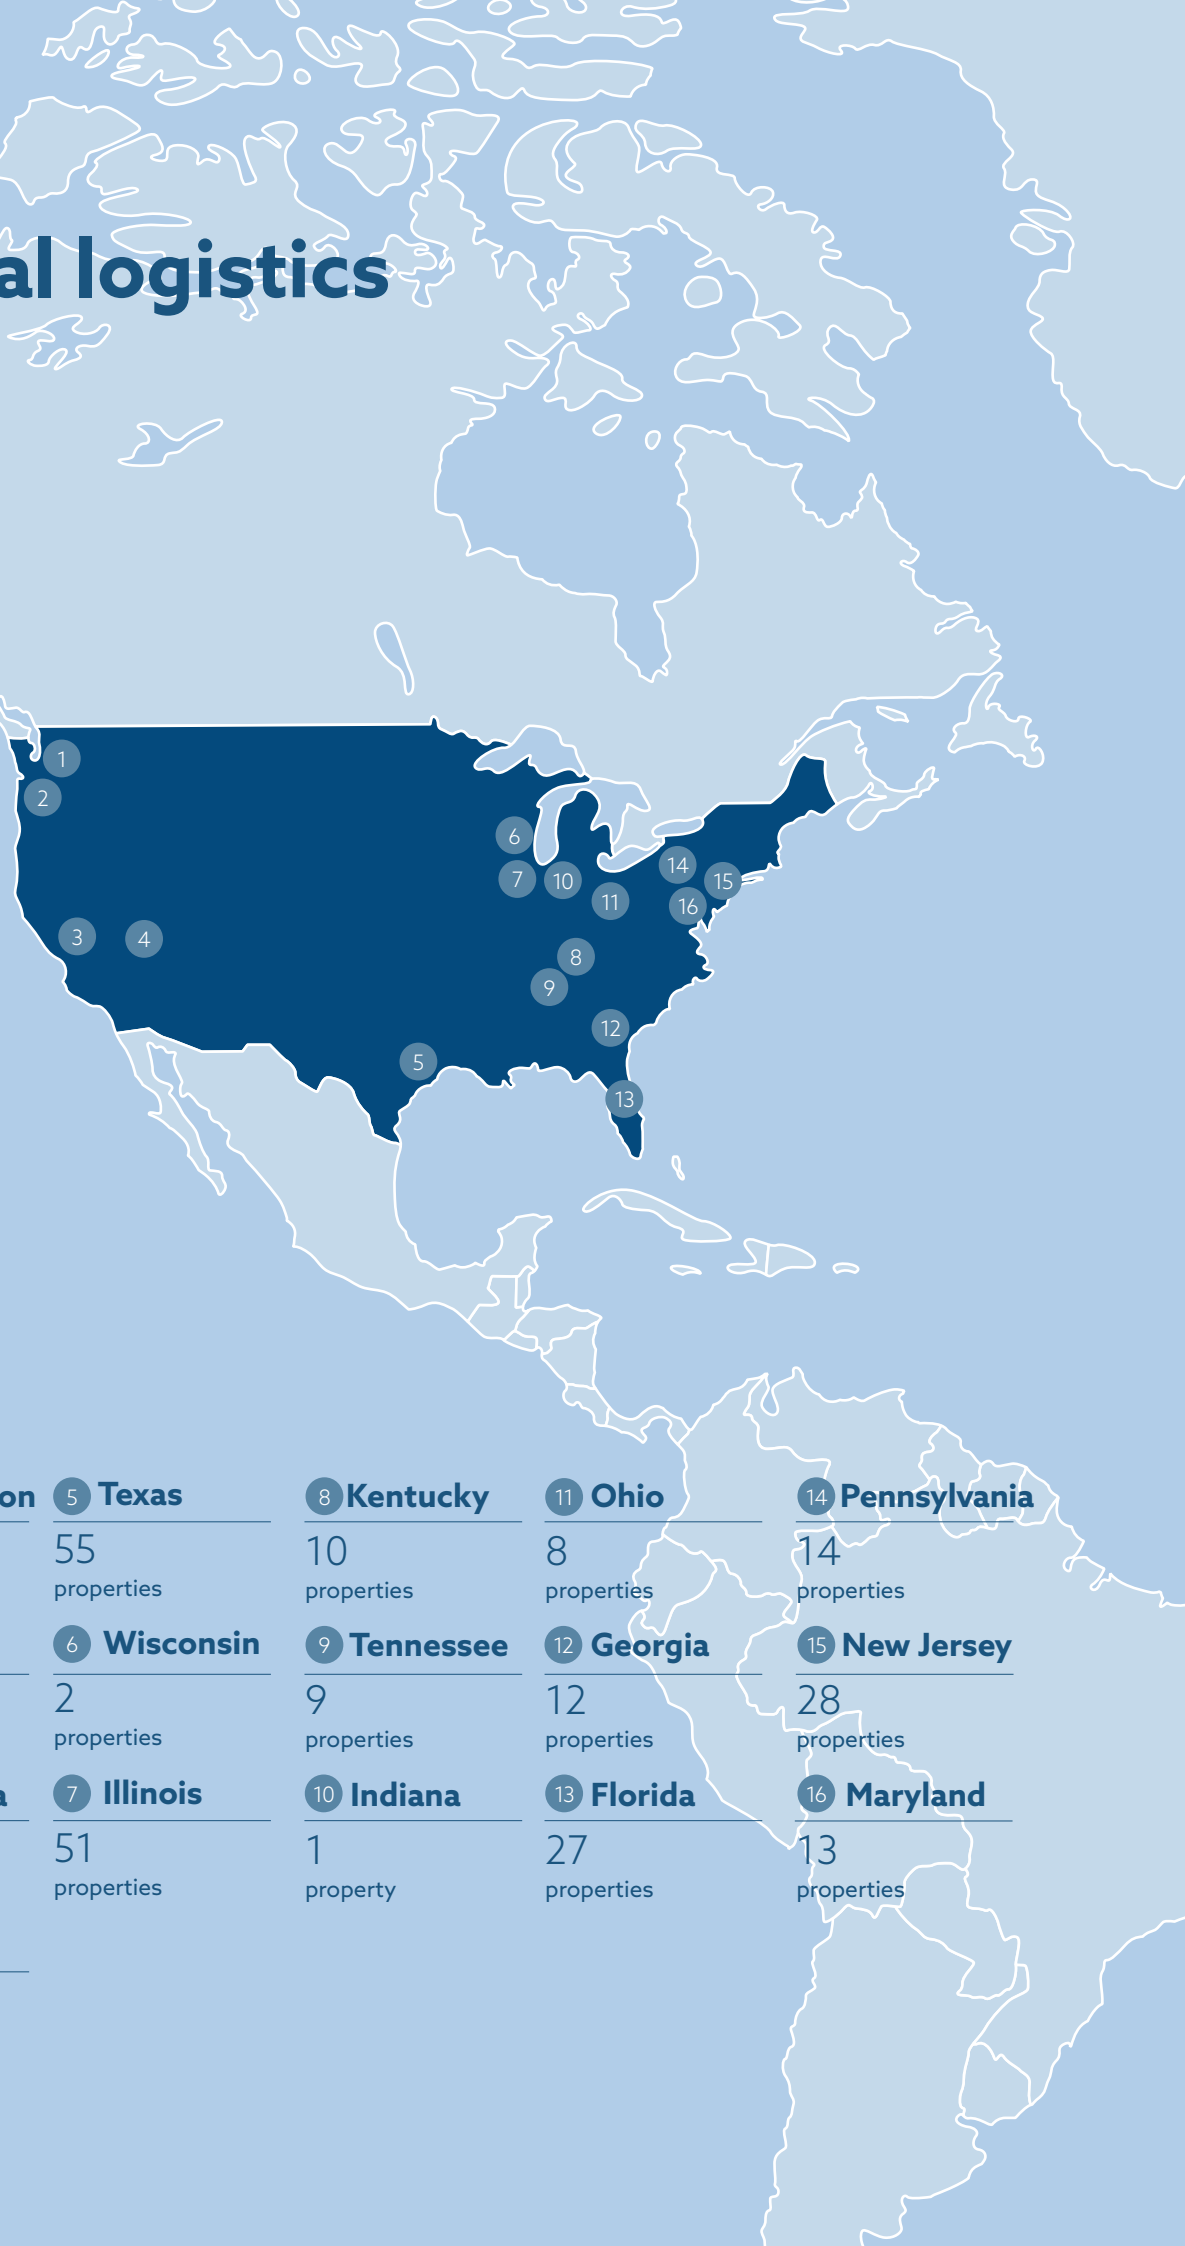 al logistics
1
2
6
14
7
10
15
11
16
3
4
8
9
12
5
13
on
5 Texas
55
properties
6 Wisconsin
2
properties
a
7 Illinois
51
properties
8 Kentucky
10
properties
9 Tennessee
9
properties
10 Indiana
1
property
11 Ohio
8
properties
12 Georgia
12
properties
13 Florida
27
properties
14 Pennsylvania
14
properties
15 New Jersey
28
properties
16 Maryland
13
properties